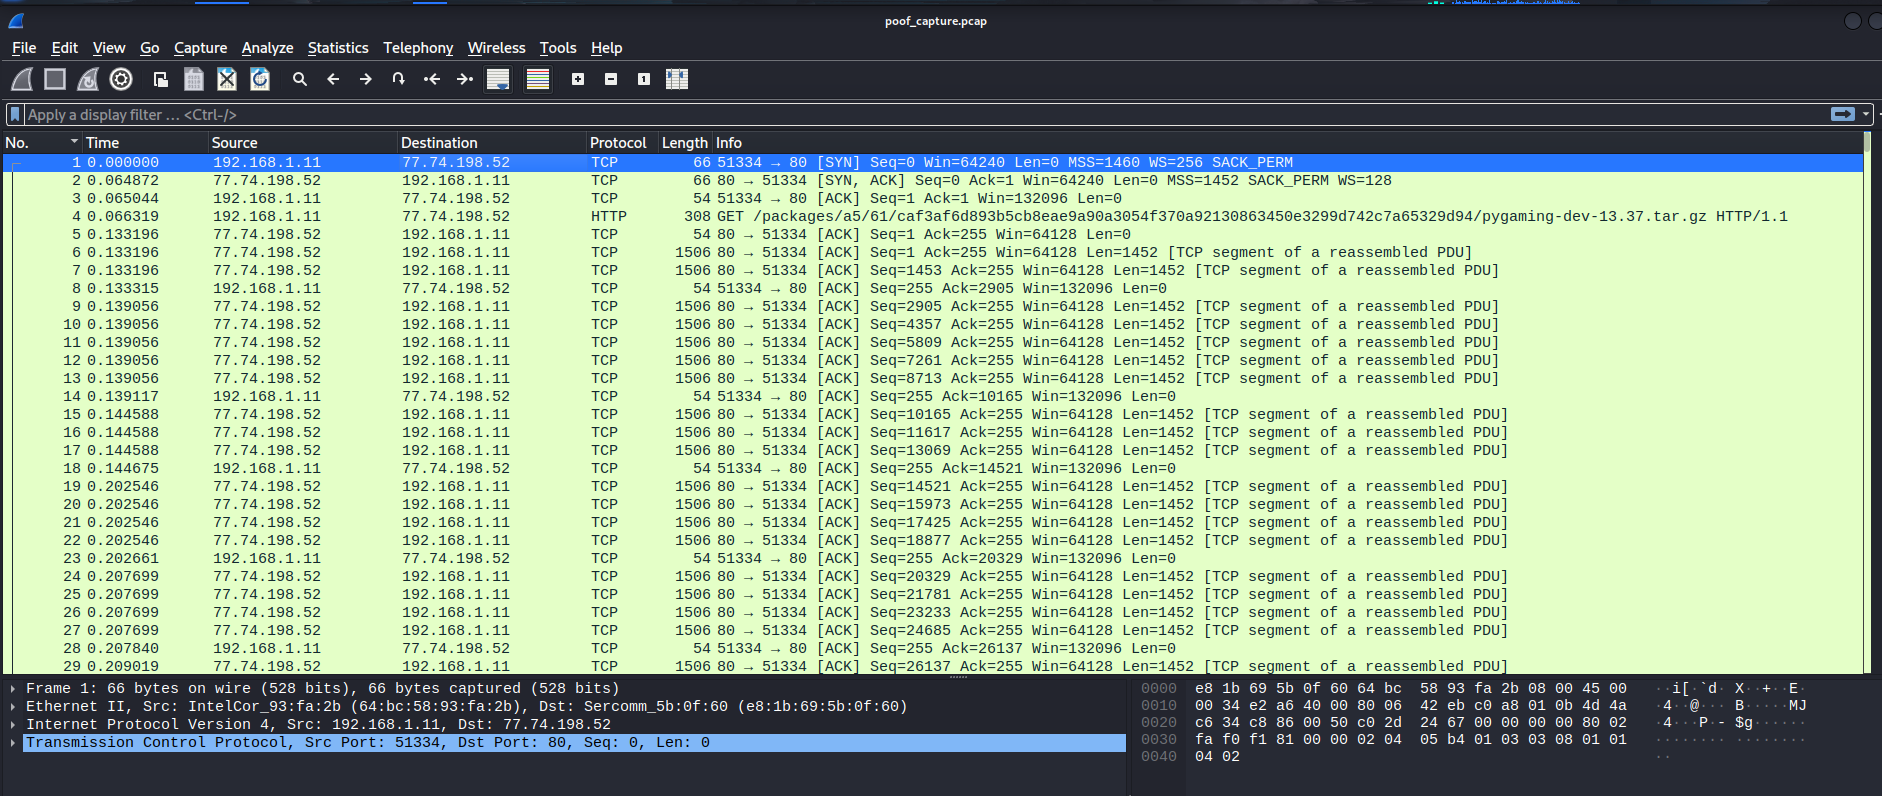 poof_capture.pcap
File Edit View Go Capture Analyze Statistics Telephony Wireless Tools Help
Apply a display filter … <Ctrl-/>
No. Time Source Destination Protocol Length Info
1 0.000000 192.168.1.11 77.74.198.52 TCP 66 51334 → 80 [SYN] Seq=0 Win=64240 Len=0 MSS=1460 WS=256 SACK_PERM
2 0.064872 77.74.198.52 192.168.1.11 TCP 66 80 → 51334 [SYN, ACK] Seq=0 Ack=1 Win=64240 Len=0 MSS=1452 SACK_PERM WS=128
3 0.065044 192.168.1.11 77.74.198.52 TCP 54 51334 → 80 [ACK] Seq=1 Ack=1 Win=132096 Len=0
4 0.066319 192.168.1.11 77.74.198.52 HTTP 308 GET /packages/a5/61/caf3af6d893b5cb8eae9a90a3054f370a92130863450e3299d742c7a65329d94/pygaming-dev-13.37.tar.gz HTTP/1.1
5 0.133196 77.74.198.52 192.168.1.11 TCP 54 80 → 51334 [ACK] Seq=1 Ack=255 Win=64128 Len=0
6 0.133196 77.74.198.52 192.168.1.11 TCP 1506 80 → 51334 [ACK] Seq=1 Ack=255 Win=64128 Len=1452 [TCP segment of a reassembled PDU]
7 0.133196 77.74.198.52 192.168.1.11 TCP 1506 80 → 51334 [ACK] Seq=1453 Ack=255 Win=64128 Len=1452 [TCP segment of a reassembled PDU]
8 0.133315 192.168.1.11 77.74.198.52 TCP 54 51334 → 80 [ACK] Seq=255 Ack=2905 Win=132096 Len=0
9 0.139056 77.74.198.52 192.168.1.11 TCP 1506 80 → 51334 [ACK] Seq=2905 Ack=255 Win=64128 Len=1452 [TCP segment of a reassembled PDU]
10 0.139056 77.74.198.52 192.168.1.11 TCP 1506 80 → 51334 [ACK] Seq=4357 Ack=255 Win=64128 Len=1452 [TCP segment of a reassembled PDU]
11 0.139056 77.74.198.52 192.168.1.11 TCP 1506 80 → 51334 [ACK] Seq=5809 Ack=255 Win=64128 Len=1452 [TCP segment of a reassembled PDU]
12 0.139056 77.74.198.52 192.168.1.11 TCP 1506 80 → 51334 [ACK] Seq=7261 Ack=255 Win=64128 Len=1452 [TCP segment of a reassembled PDU]
13 0.139056 77.74.198.52 192.168.1.11 TCP 1506 80 → 51334 [ACK] Seq=8713 Ack=255 Win=64128 Len=1452 [TCP segment of a reassembled PDU]
14 0.139117 192.168.1.11 77.74.198.52 TCP 54 51334 → 80 [ACK] Seq=255 Ack=10165 Win=132096 Len=0
15 0.144588 77.74.198.52 192.168.1.11 TCP 1506 80 → 51334 [ACK] Seq=10165 Ack=255 Win=64128 Len=1452 [TCP segment of a reassembled PDU]
16 0.144588 77.74.198.52 192.168.1.11 TCP 1506 80 → 51334 [ACK] Seq=11617 Ack=255 Win=64128 Len=1452 [TCP segment of a reassembled PDU]
17 0.144588 77.74.198.52 192.168.1.11 TCP 1506 80 → 51334 [ACK] Seq=13069 Ack=255 Win=64128 Len=1452 [TCP segment of a reassembled PDU]
18 0.144675 192.168.1.11 77.74.198.52 TCP 54 51334 → 80 [ACK] Seq=255 Ack=14521 Win=132096 Len=0
19 0.202546 77.74.198.52 192.168.1.11 TCP 1506 80 → 51334 [ACK] Seq=14521 Ack=255 Win=64128 Len=1452 [TCP segment of a reassembled PDU]
20 0.202546 77.74.198.52 192.168.1.11 TCP 1506 80 → 51334 [ACK] Seq=15973 Ack=255 Win=64128 Len=1452 [TCP segment of a reassembled PDU]
21 0.202546 77.74.198.52 192.168.1.11 TCP 1506 80 → 51334 [ACK] Seq=17425 Ack=255 Win=64128 Len=1452 [TCP segment of a reassembled PDU]
22 0.202546 77.74.198.52 192.168.1.11 TCP 1506 80 → 51334 [ACK] Seq=18877 Ack=255 Win=64128 Len=1452 [TCP segment of a reassembled PDU]
23 0.202661 192.168.1.11 77.74.198.52 TCP 54 51334 → 80 [ACK] Seq=255 Ack=20329 Win=132096 Len=0
24 0.207699 77.74.198.52 192.168.1.11 TCP 1506 80 → 51334 [ACK] Seq=20329 Ack=255 Win=64128 Len=1452 [TCP segment of a reassembled PDU]
25 0.207699 77.74.198.52 192.168.1.11 TCP 1506 80 → 51334 [ACK] Seq=21781 Ack=255 Win=64128 Len=1452 [TCP segment of a reassembled PDU]
26 0.207699 77.74.198.52 192.168.1.11 TCP 1506 80 → 51334 [ACK] Seq=23233 Ack=255 Win=64128 Len=1452 [TCP segment of a reassembled PDU]
27 0.207699 77.74.198.52 192.168.1.11 TCP 1506 80 → 51334 [ACK] Seq=24685 Ack=255 Win=64128 Len=1452 [TCP segment of a reassembled PDU]
28 0.207840 192.168.1.11 77.74.198.52 TCP 54 51334 → 80 [ACK] Seq=255 Ack=26137 Win=132096 Len=0
29 0.209019 77.74.198.52 192.168.1.11 TCP 1506 80 → 51334 [ACK] Seq=26137 Ack=255 Win=64128 Len=1452 [TCP segment of a reassembled PDU]
Frame 1: 66 bytes on wire (528 bits), 66 bytes captured (528 bits)
Ethernet II, Src: IntelCor_93:fa:2b (64:bc:58:93:fa:2b), Dst: Sercomm_5b:0f:60 (e8:1b:69:5b:0f:60)
Internet Protocol Version 4, Src: 192.168.1.11, Dst: 77.74.198.52
Transmission Control Protocol, Src Port: 51334, Dst Port: 80, Seq: 0, Len: 0
0000 e8 1b 69 5b 0f 60 64 bc 58 93 fa 2b 08 00 45 00 ··i[·`d· X··+··E·
0010 00 34 e2 a6 40 00 80 06 42 eb c0 a8 01 0b 4d 4a ·4··@··· B·····MJ
0020 c6 34 c8 86 00 50 c0 2d 24 67 00 00 00 00 80 02 ·4···P·- $g······
0030 fa f0 f1 81 00 00 02 04 05 b4 01 03 03 08 01 01 ········ ········
0040 04 02 ··